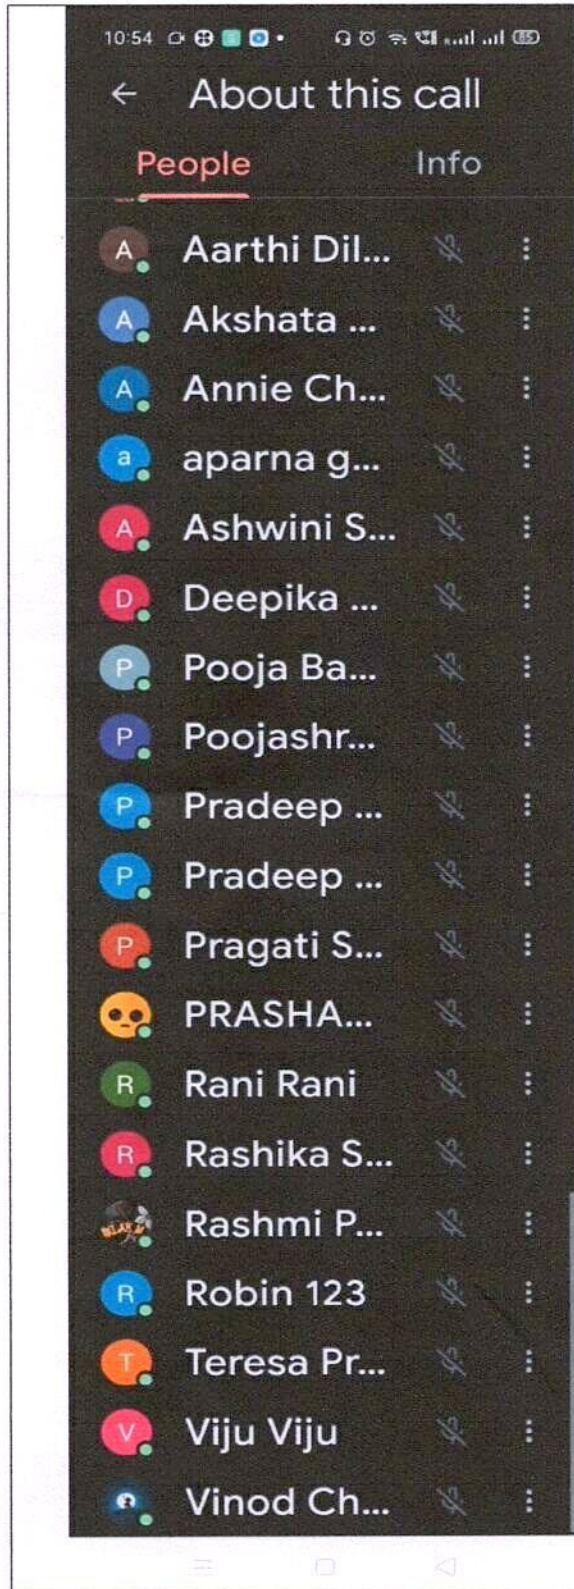 10:54 85
About this call
People Info
A Aarthi Dil...
A Akshata ...
A Annie Ch...
a aparna g...
A Ashwini S...
D Deepika ...
P Pooja Ba...
P Poojashr...
P Pradeep ...
P Pradeep ...
P Pragati S...
PRASHA...
R Rani Rani
R Rashika S...
Rashmi P...
R Robin 123
T Teresa Pr...
V Viju Viju
Vinod Ch...